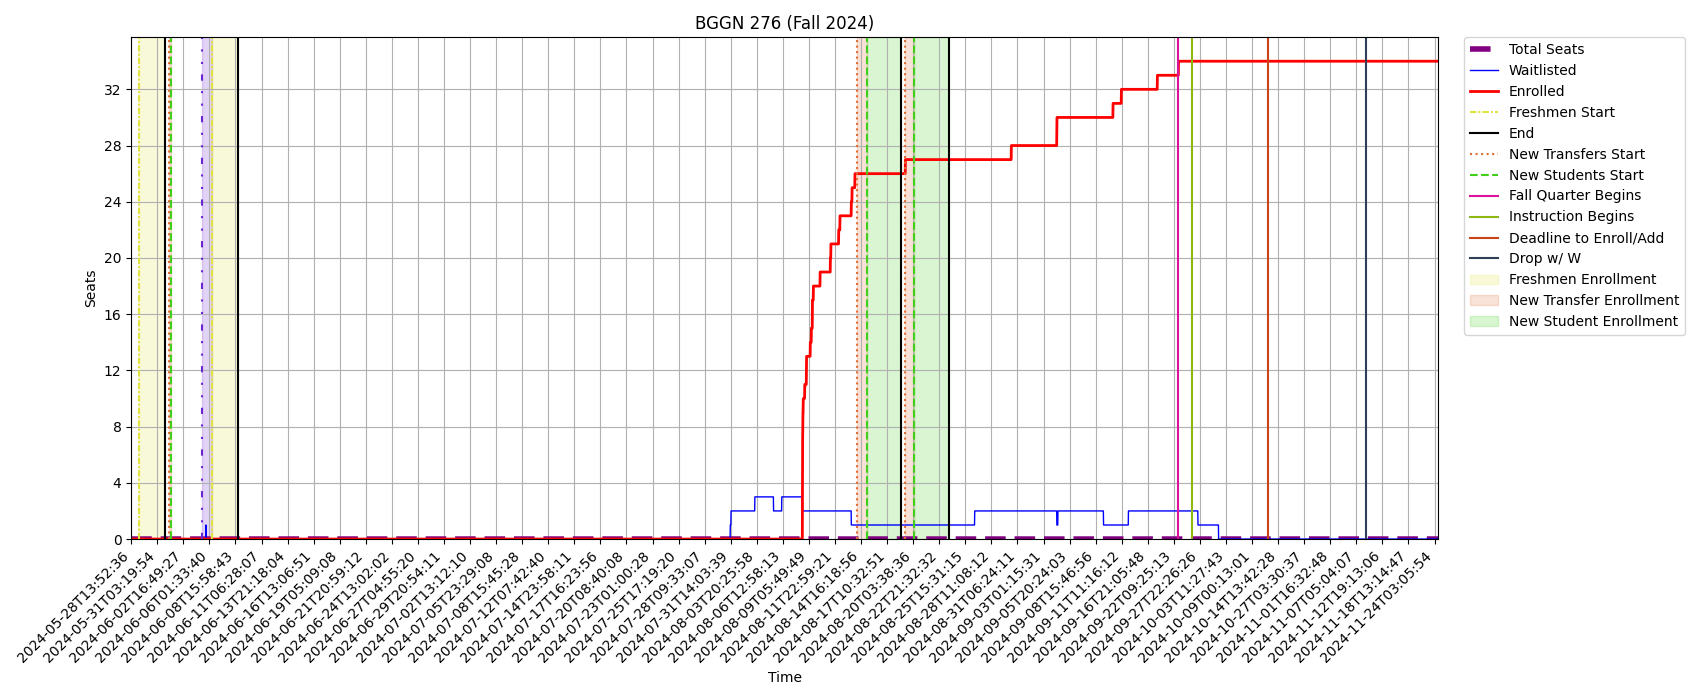 BGGN 276 (Fall 2024)
Total Seats
Waitlisted
Enrolled
Freshmen Start
End
New Transfers Start
New Students Start
Fall Quarter Begins
Instruction Begins
Deadline to Enroll/Add
Drop w/ W
Freshmen Enrollment
New Transfer Enrollment
New Student Enrollment
Seats
32
28
24
20
16
12
8
4
0
2024-05-28T13:52:36
2024-05-31T03:19:54
2024-06-02T16:49:27
2024-06-06T01:33:40
2024-06-08T15:58:43
2024-06-11T06:28:07
2024-06-13T21:18:04
2024-06-16T13:06:51
2024-06-19T05:09:08
2024-06-21T20:59:12
2024-06-24T13:02:02
2024-06-27T04:55:20
2024-06-29T20:54:11
2024-07-02T13:12:10
2024-07-05T23:29:08
2024-07-08T15:45:28
2024-07-12T07:42:40
2024-07-14T23:58:11
2024-07-17T16:23:56
2024-07-20T08:40:08
2024-07-23T01:00:28
2024-07-25T17:19:20
2024-07-28T09:33:07
2024-07-31T14:03:39
2024-08-03T20:25:58
2024-08-06T12:58:13
2024-08-09T05:49:49
2024-08-11T22:59:21
2024-08-14T16:18:56
2024-08-17T10:32:51
2024-08-20T03:38:36
2024-08-22T21:32:32
2024-08-25T15:31:15
2024-08-28T11:08:12
2024-08-31T06:24:11
2024-09-03T01:15:31
2024-09-05T20:24:03
2024-09-08T15:46:56
2024-09-11T11:16:12
2024-09-16T21:05:48
2024-09-22T09:25:13
2024-09-27T22:26:26
2024-10-03T11:27:43
2024-10-09T00:13:01
2024-10-14T13:42:28
2024-10-27T03:30:37
2024-11-01T16:32:48
2024-11-07T05:04:07
2024-11-12T19:13:06
2024-11-18T13:14:47
2024-11-24T03:05:54
Time